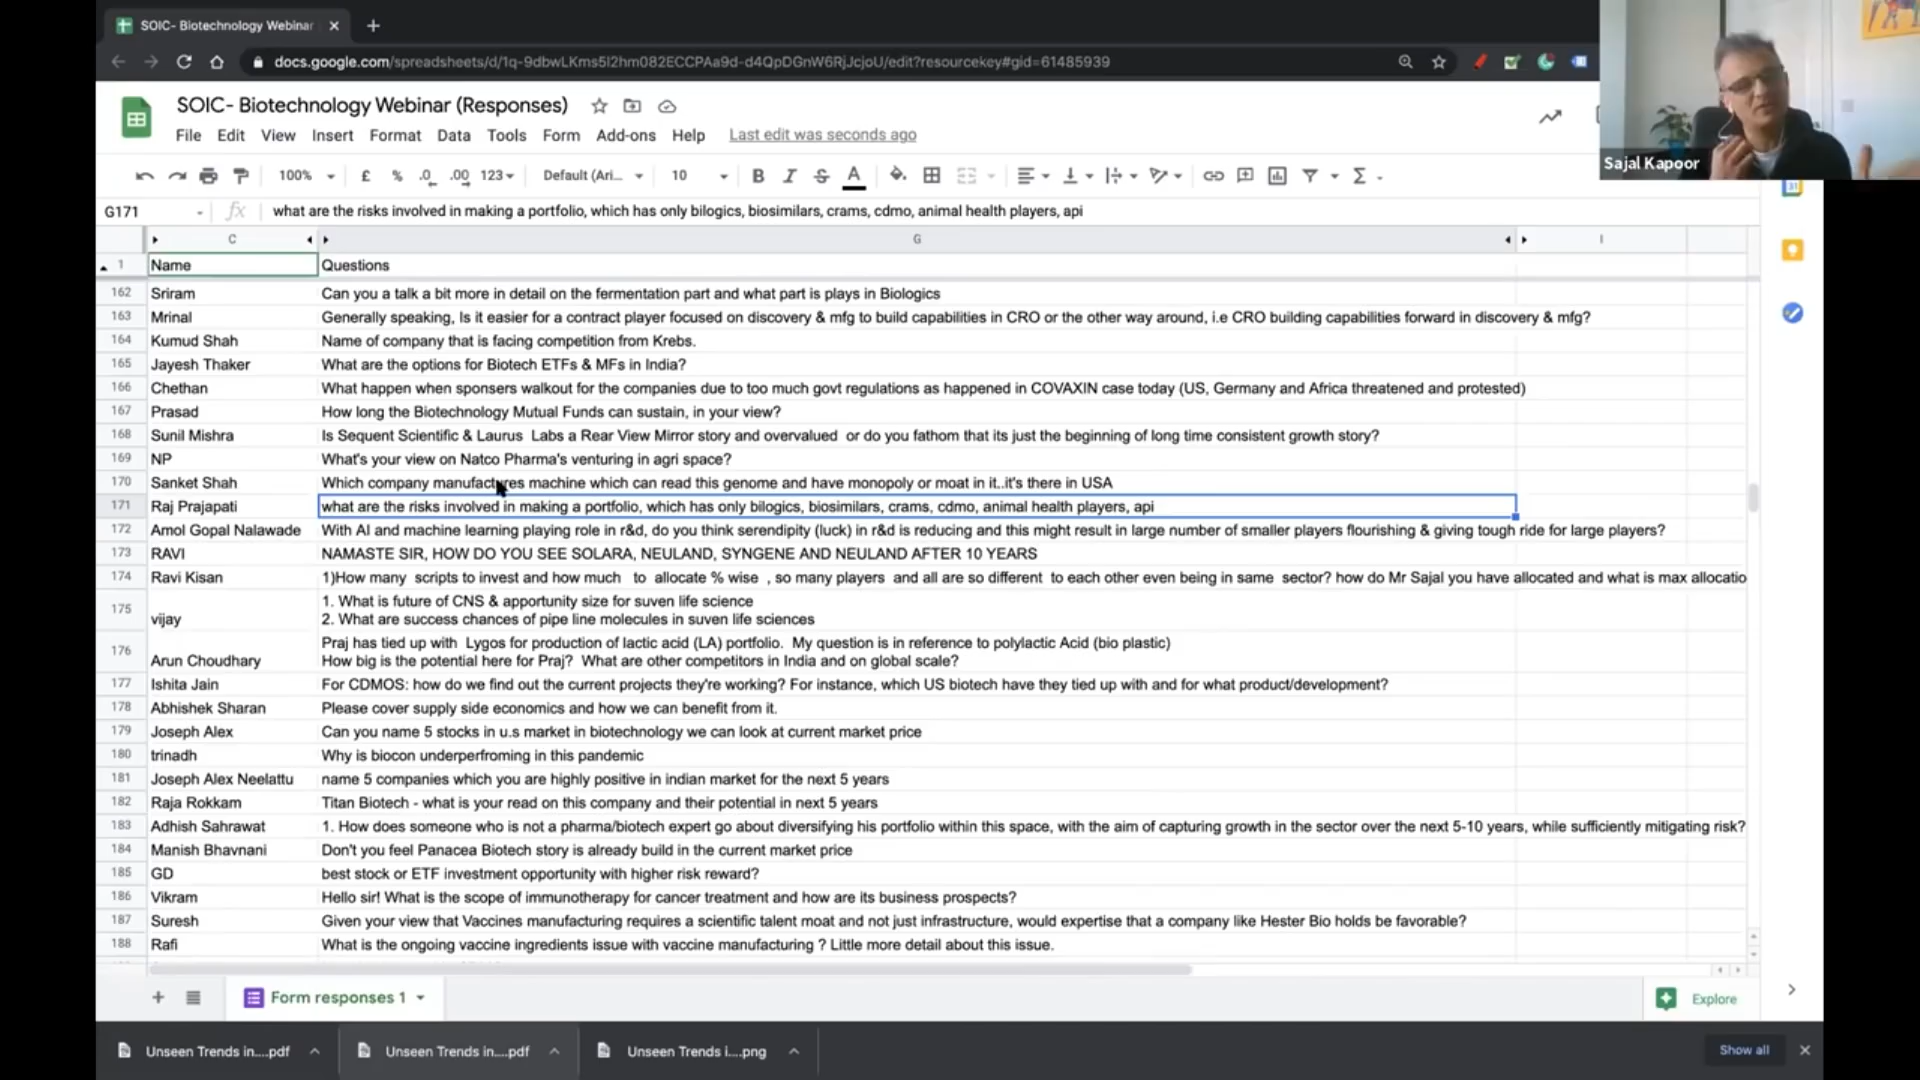 SOIC- Biotechnology Webinar
docs.google.com/spreadsheets/d/1q-9dbwLKms5I2hm082ECCPAa9d-d4QpDGnW6RjJcjoU/edit?resourcekey#gid=61485939
SOIC- Biotechnology Webinar (Responses)
File Edit View Insert Format Data Tools Form Add-ons Help Last edit was seconds ago
Sajal Kapoor
100% £ % .0 .00 123 Default (Ari... 10 B I S A Σ
31
G171 fx what are the risks involved in making a portfolio, which has only bilogics, biosimilars, crams, cdmo, animal health players, api
C G I
1 Name Questions
162 Sriram Can you a talk a bit more in detail on the fermentation part and what part is plays in Biologics
163 Mrinal Generally speaking, Is it easier for a contract player focused on discovery & mfg to build capabilities in CRO or the other way around, i.e CRO building capabilities forward in discovery & mfg?
164 Kumud Shah Name of company that is facing competition from Krebs.
165 Jayesh Thaker What are the options for Biotech ETFs & MFs in India?
166 Chethan What happen when sponsers walkout for the companies due to too much govt regulations as happened in COVAXIN case today (US, Germany and Africa threatened and protested)
167 Prasad How long the Biotechnology Mutual Funds can sustain, in your view?
168 Sunil Mishra Is Sequent Scientific & Laurus Labs a Rear View Mirror story and overvalued or do you fathom that its just the beginning of long time consistent growth story?
169 NP What's your view on Natco Pharma's venturing in agri space?
170 Sanket Shah Which company manufactures machine which can read this genome and have monopoly or moat in it..it's there in USA
171 Raj Prajapati what are the risks involved in making a portfolio, which has only bilogics, biosimilars, crams, cdmo, animal health players, api
172 Amol Gopal Nalawade With AI and machine learning playing role in r&d, do you think serendipity (luck) in r&d is reducing and this might result in large number of smaller players flourishing & giving tough ride for large players?
173 RAVI NAMASTE SIR, HOW DO YOU SEE SOLARA, NEULAND, SYNGENE AND NEULAND AFTER 10 YEARS
174 Ravi Kisan 1)How many scripts to invest and how much to allocate % wise , so many players and all are so different to each other even being in same sector? how do Mr Sajal you have allocated and what is max allocatio
1. What is future of CNS & apportunity size for suven life science
175 vijay 2. What are success chances of pipe line molecules in suven life sciences
Praj has tied up with Lygos for production of lactic acid (LA) portfolio. My question is in reference to polylactic Acid (bio plastic)
176 Arun Choudhary How big is the potential here for Praj? What are other competitors in India and on global scale?
177 Ishita Jain For CDMOS: how do we find out the current projects they're working? For instance, which US biotech have they tied up with and for what product/development?
178 Abhishek Sharan Please cover supply side economics and how we can benefit from it.
179 Joseph Alex Can you name 5 stocks in u.s market in biotechnology we can look at current market price
180 trinadh Why is biocon underperfroming in this pandemic
181 Joseph Alex Neelattu name 5 companies which you are highly positive in indian market for the next 5 years
182 Raja Rokkam Titan Biotech - what is your read on this company and their potential in next 5 years
183 Adhish Sahrawat 1. How does someone who is not a pharma/biotech expert go about diversifying his portfolio within this space, with the aim of capturing growth in the sector over the next 5-10 years, while sufficiently mitigating risk?
184 Manish Bhavnani Don't you feel Panacea Biotech story is already build in the current market price
185 GD best stock or ETF investment opportunity with higher risk reward?
186 Vikram Hello sir! What is the scope of immunotherapy for cancer treatment and how are its business prospects?
187 Suresh Given your view that Vaccines manufacturing requires a scientific talent moat and not just infrastructure, would expertise that a company like Hester Bio holds be favorable?
188 Rafi What is the ongoing vaccine ingredients issue with vaccine manufacturing ? Little more detail about this issue.
Form responses 1 Explore
Unseen Trends in....pdf Unseen Trends in....pdf Unseen Trends i....png Show all